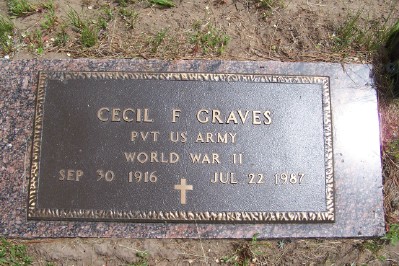 CECIL F GRAVES
PVT US ARMY
WORLD WAR II
SEP 30 1916 JUL 22 1987